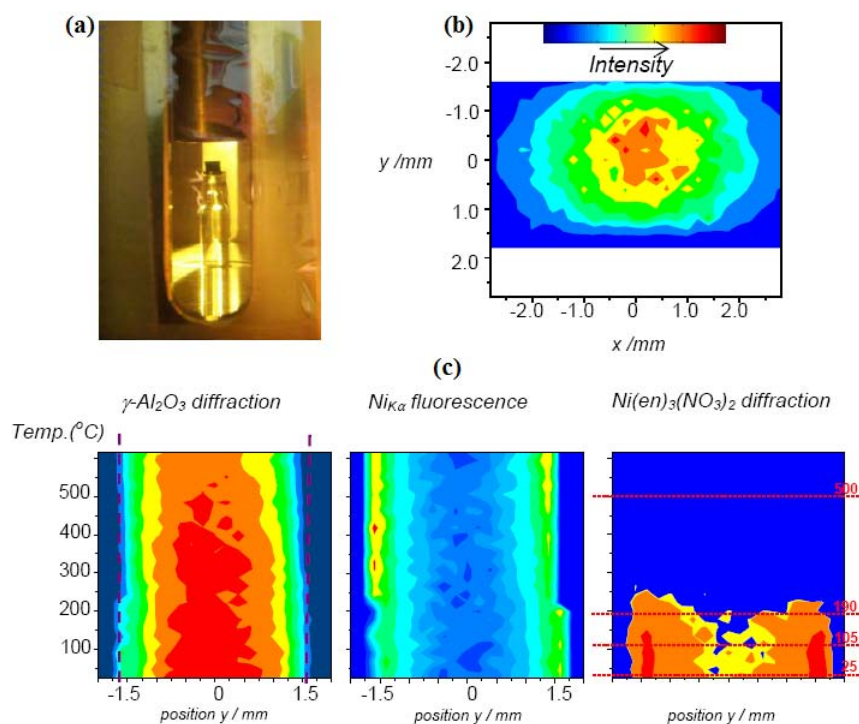 (a)
(b)
Intensity
-2.0
-1.0
y /mm
0
1.0
2.0
-2.0 -1.0 0 1.0 2.0
x /mm
(c)
γ-Al₂O₃ diffraction
Ni_Kα fluorescence
Ni(en)₃(NO₃)₂ diffraction
Temp.(°C)
500
400
300
200
100
-1.5 0 1.5
position y / mm
-1.5 0 1.5
position y / mm
500
190
105
25
position y / mm